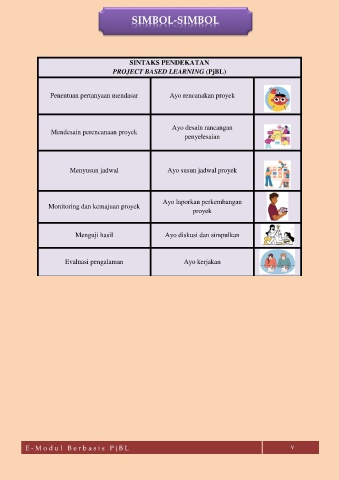 SIMBOL-SIMBOL
SINTAKS PENDEKATAN
PROJECT BASED LEARNING (PjBL)
Penentuan pertanyaan mendasar
Ayo rencanakan proyek
Mendesain perencanaan proyek
Ayo desain rancangan
penyelesaian
Menyusun jadwal
Ayo susun jadwal proyek
Monitoring dan kemajuan proyek
Ayo laporkan perkembangan
proyek
Menguji hasil
Ayo diskusi dan simpulkan
Evaluasi pengalaman
Ayo kerjakan
E-Modul Berbasis PjBL
v